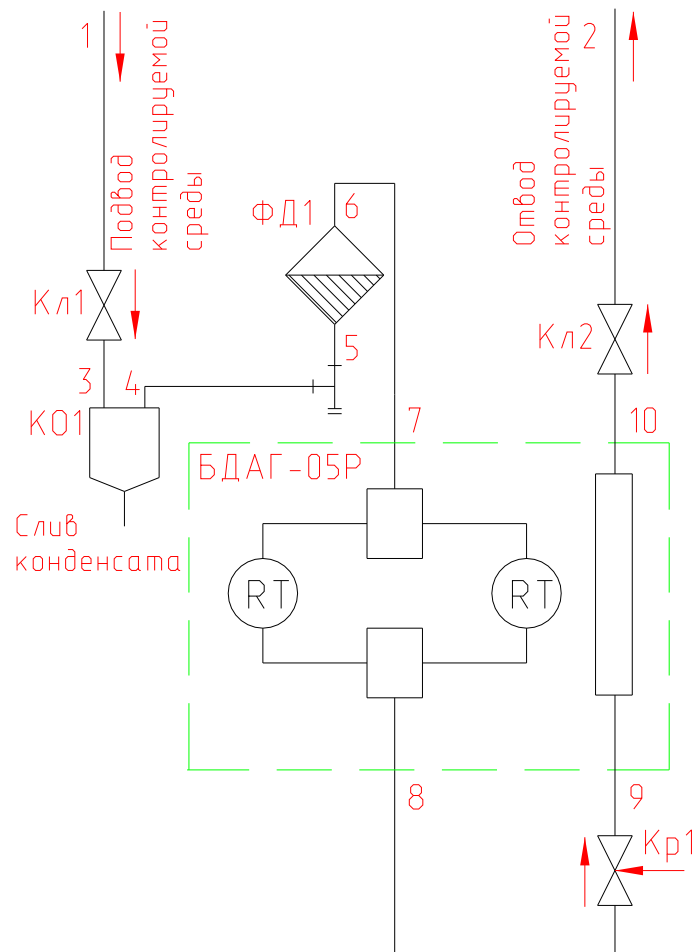 1
Подвод
контролируемой
среды
2
Отвод
контролируемой
среды
ФД1
6
Кл1
Кл2
5
3
4
КО1
7
10
БДАГ-05Р
Слив
конденсата
RT
RT
8
9
Кр1